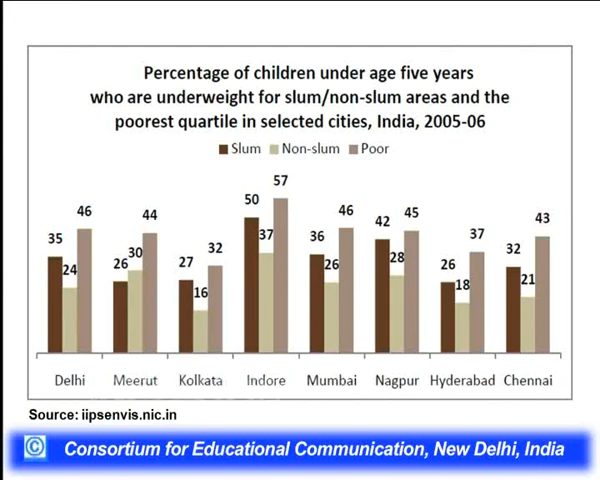 Percentage of children under age five years
who are underweight for slum/non-slum areas and the
poorest quartile in selected cities, India, 2005-06
Slum Non-slum Poor
35 24 46 26 30 44 27 16 32 50 37 57 36 26 46 42 28 45 26 18 37 32 21 43
Delhi Meerut Kolkata Indore Mumbai Nagpur Hyderabad Chennai
Source: iipsenvis.nic.in
© Consortium for Educational Communication, New Delhi, India